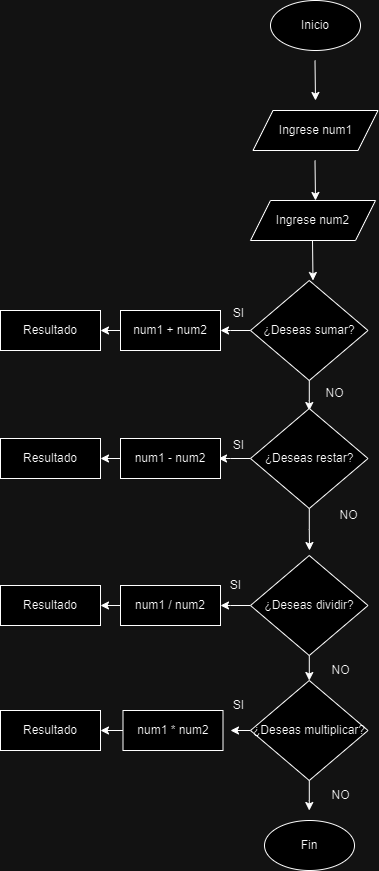 Inicio
Ingrese num1
Ingrese num2
¿Deseas sumar?
SI
num1 + num2
Resultado
NO
¿Deseas restar?
SI
num1 - num2
Resultado
NO
¿Deseas dividir?
SI
num1 / num2
Resultado
NO
¿Deseas multiplicar?
SI
num1 * num2
Resultado
NO
Fin